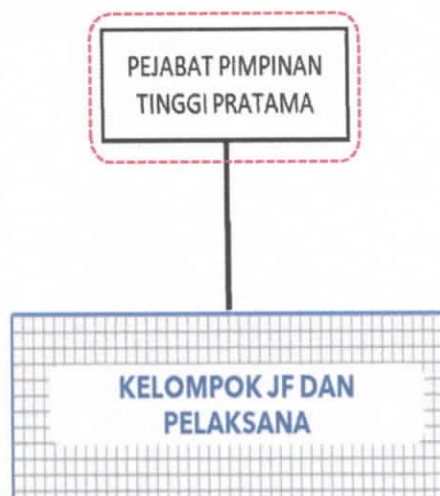 PEJABAT PIMPINAN
TINGGI PRATAMA
KELOMPOK JF DAN
PELAKSANA